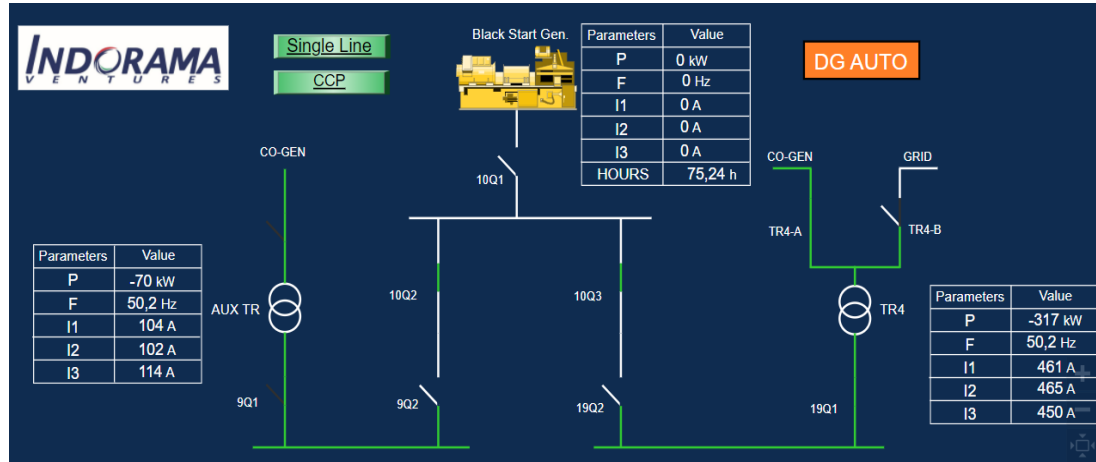 INDORAMA
VENTURES
Single Line
CCP
Black Start Gen.
Parameters Value
P 0 kW
F 0 Hz
I1 0 A
I2 0 A
I3 0 A
HOURS 75,24 h
DG AUTO
CO-GEN
10Q1
CO-GEN
GRID
TR4-A
TR4-B
Parameters Value
P -70 kW
F 50,2 Hz
I1 104 A
I2 102 A
I3 114 A
AUX TR
10Q2
10Q3
TR4
Parameters Value
P -317 kW
F 50,2 Hz
I1 461 A
I2 465 A
I3 450 A
9Q1
9Q2
19Q2
19Q1